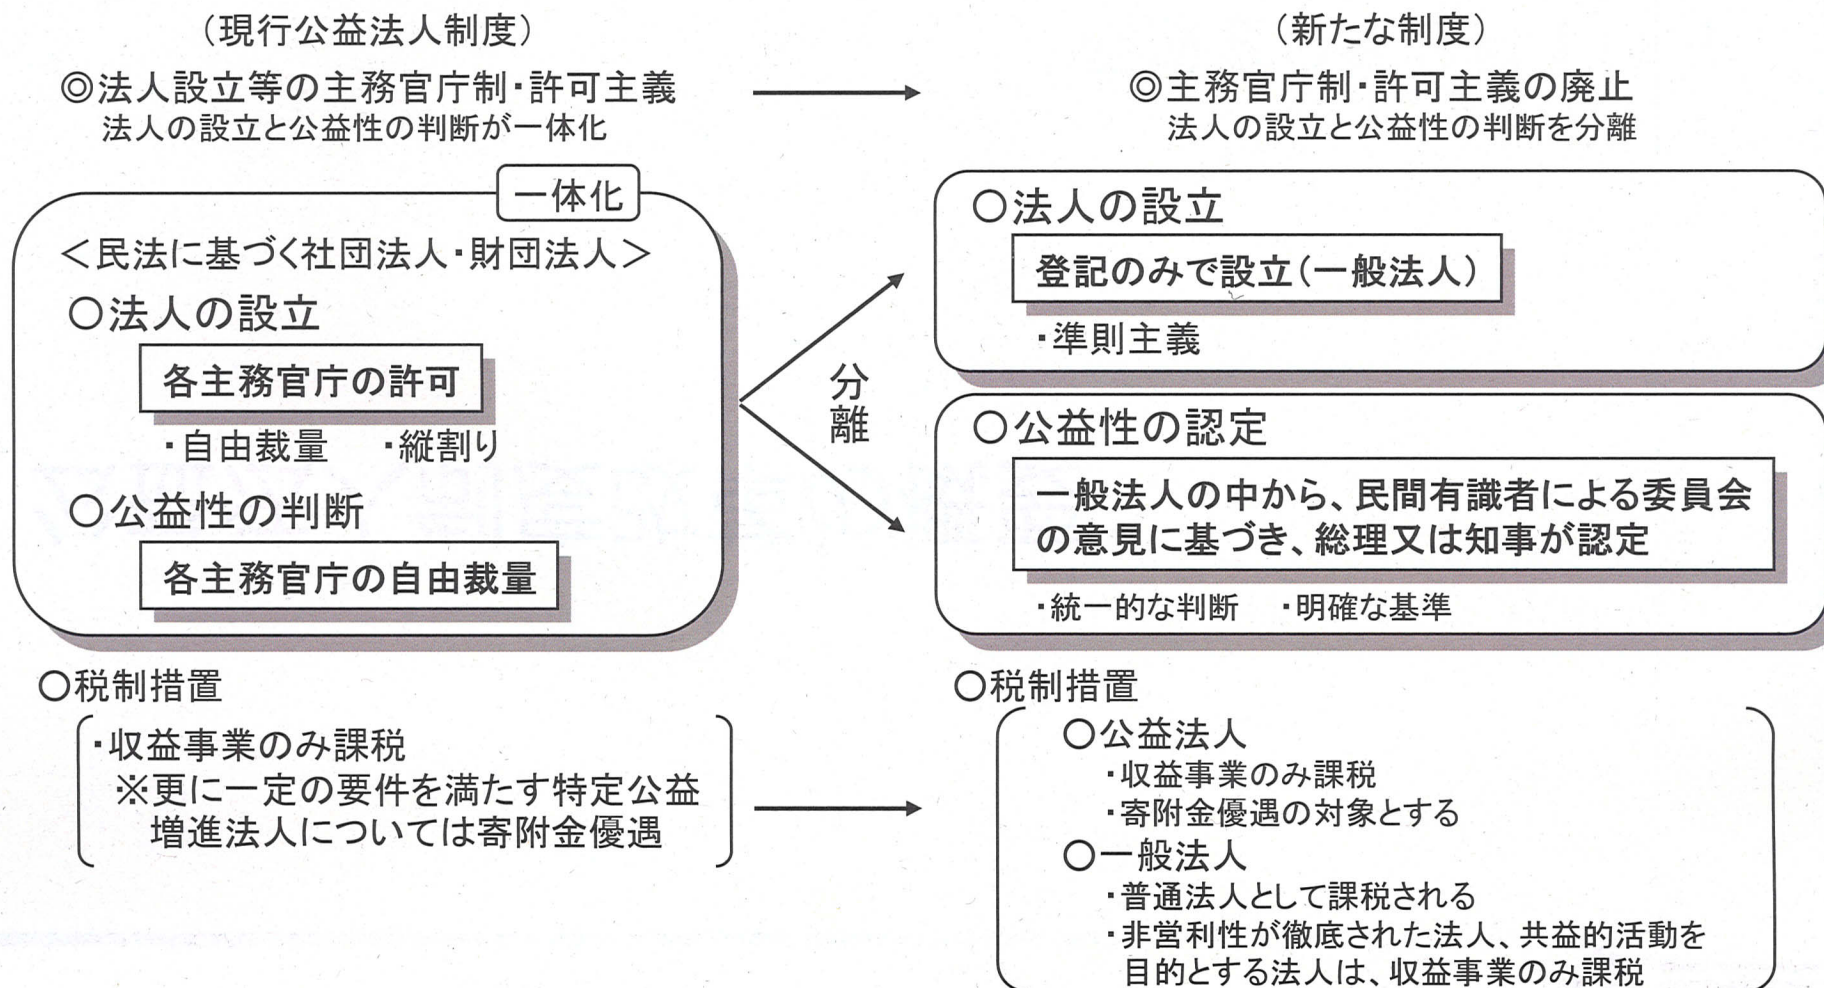 （現行公益法人制度）
◎法人設立等の主務官庁制・許可主義
法人の設立と公益性の判断が一体化
一体化
＜民法に基づく社団法人・財団法人＞
○法人の設立
各主務官庁の許可
・自由裁量　・縦割り
○公益性の判断
各主務官庁の自由裁量
○税制措置
・収益事業のみ課税
※更に一定の要件を満たす特定公益
増進法人については寄附金優遇
分離
（新たな制度）
◎主務官庁制・許可主義の廃止
法人の設立と公益性の判断を分離
○法人の設立
登記のみで設立（一般法人）
・準則主義
○公益性の認定
一般法人の中から、民間有識者による委員会
の意見に基づき、総理又は知事が認定
・統一的な判断　・明確な基準
○税制措置
○公益法人
・収益事業のみ課税
・寄附金優遇の対象とする
○一般法人
・普通法人として課税される
・非営利性が徹底された法人、共益的活動を
目的とする法人は、収益事業のみ課税